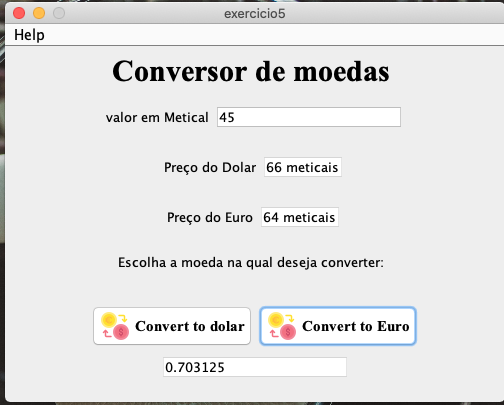 exercicio5
Help
Conversor de moedas
valor em Metical 45
Preço do Dolar 66 meticais
Preço do Euro 64 meticais
Escolha a moeda na qual deseja converter:
Convert to dolar Convert to Euro
0.703125